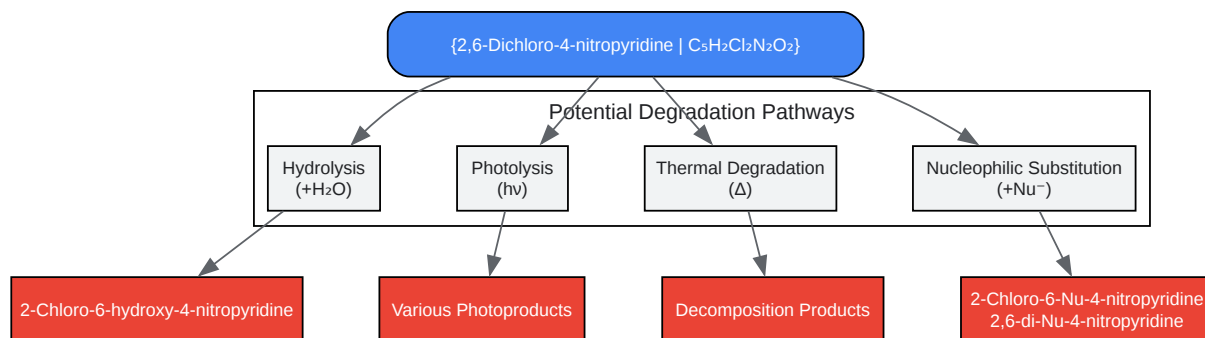 {2,6-Dichloro-4-nitropyridine | C₅H₂Cl₂N₂O₂}
Potential Degradation Pathways
Hydrolysis
(+H₂O)
Photolysis
(hν)
Thermal Degradation
(Δ)
Nucleophilic Substitution
(+Nu⁻)
2-Chloro-6-hydroxy-4-nitropyridine
Various Photoproducts
Decomposition Products
2-Chloro-6-Nu-4-nitropyridine
2,6-di-Nu-4-nitropyridine